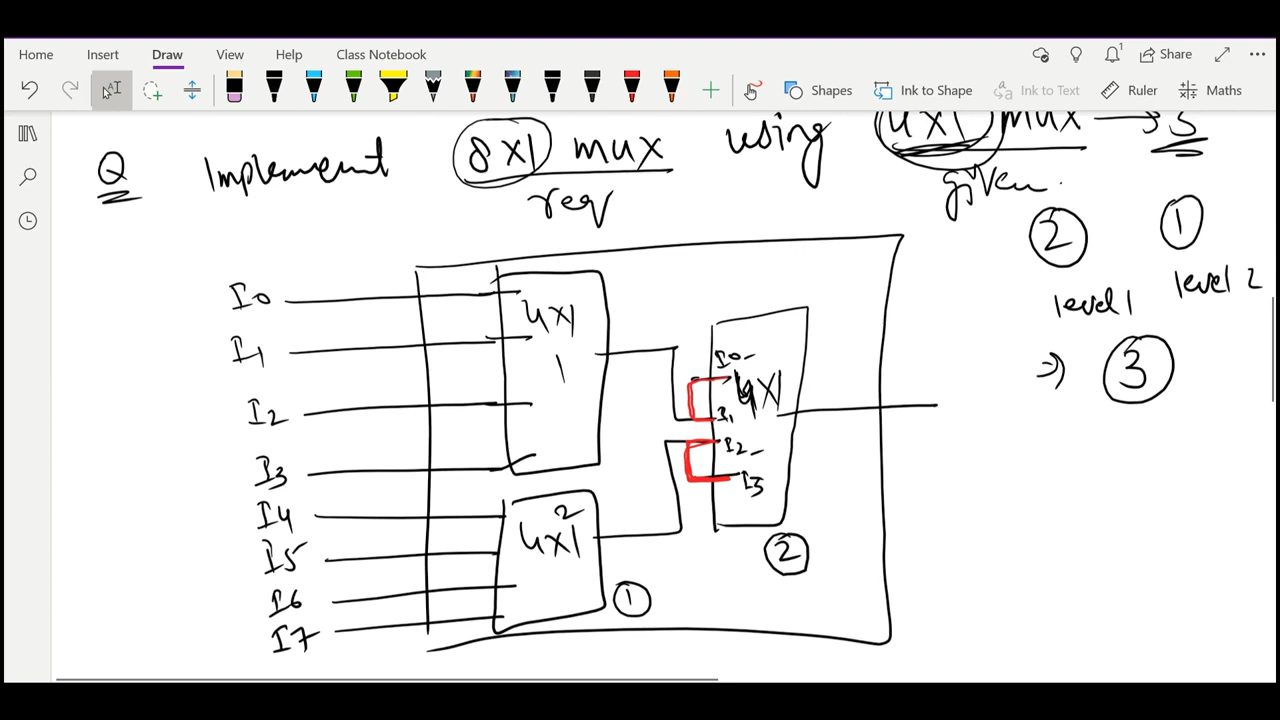 Home Insert Draw View Help Class Notebook Share
Shapes Ink to Shape Ink to Text Ruler Maths
Q Implement 8X1 mux using 4X1 mux → 3
req given.
2 1
level 1 level 2
⇒ 3
I0
I1
I2
I3
I4
I5
I6
I7
4X1
1
4X1
2
1
I0
4X1
I1
I2
I3
2